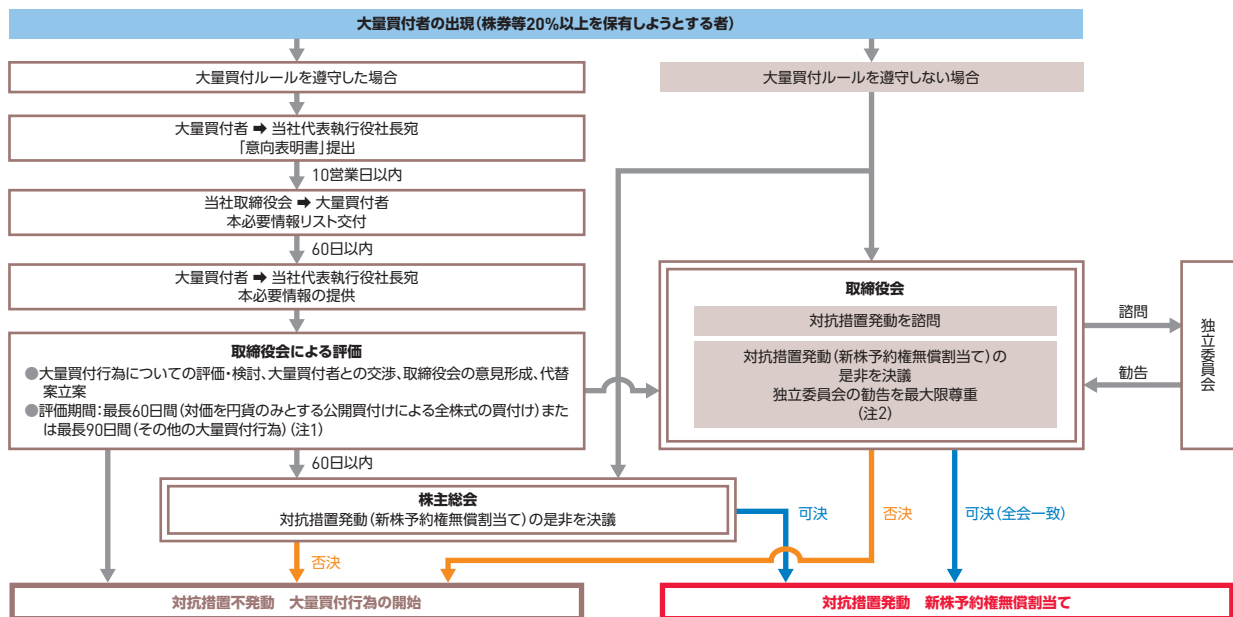 大量買付者の出現(株券等20%以上を保有しようとする者)
大量買付ルールを遵守した場合
大量買付ルールを遵守しない場合
大量買付者 ➡ 当社代表執行役社長宛
「意向表明書」提出
10営業日以内
当社取締役会 ➡ 大量買付者
本必要情報リスト交付
60日以内
大量買付者 ➡ 当社代表執行役社長宛
本必要情報の提供
取締役会による評価
●大量買付行為についての評価・検討、大量買付者との交渉、取締役会の意見形成、代替
案立案
●評価期間:最長60日間(対価を円貨のみとする公開買付けによる全株式の買付け)また
は最長90日間(その他の大量買付行為)(注1)
取締役会
対抗措置発動を諮問
対抗措置発動(新株予約権無償割当て)の
是非を決議
独立委員会の勧告を最大限尊重
(注2)
諮問
勧告
独立委員会
60日以内
株主総会
対抗措置発動(新株予約権無償割当て)の是非を決議
可決
否決
可決(全会一致)
否決
対抗措置不発動 大量買付行為の開始
対抗措置発動 新株予約権無償割当て